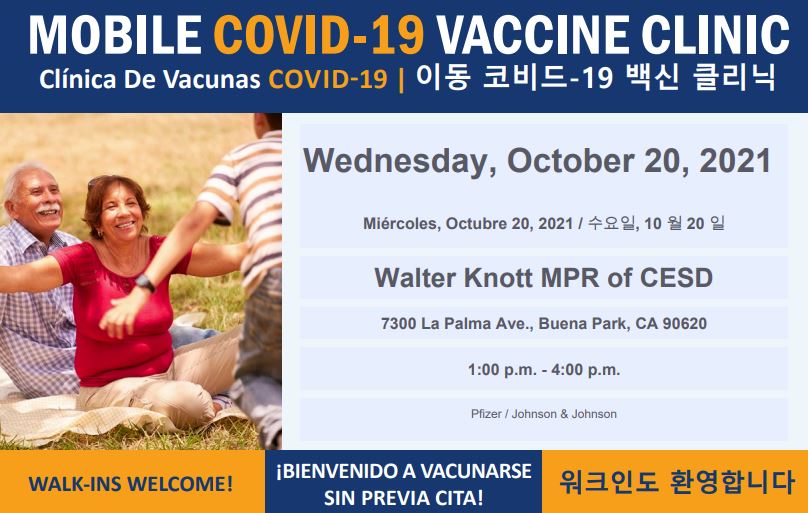 MOBILE COVID-19 VACCINE CLINIC
Clínica De Vacunas COVID-19 | 이동 코비드-19 백신 클리닉
Wednesday, October 20, 2021
Miércoles, Octubre 20, 2021 / 수요일, 10 월 20 일
Walter Knott MPR of CESD
7300 La Palma Ave., Buena Park, CA 90620
1:00 p.m. - 4:00 p.m.
Pfizer / Johnson & Johnson
WALK-INS WELCOME!
¡BIENVENIDO A VACUNARSE
SIN PREVIA CITA!
워크인도 환영합니다